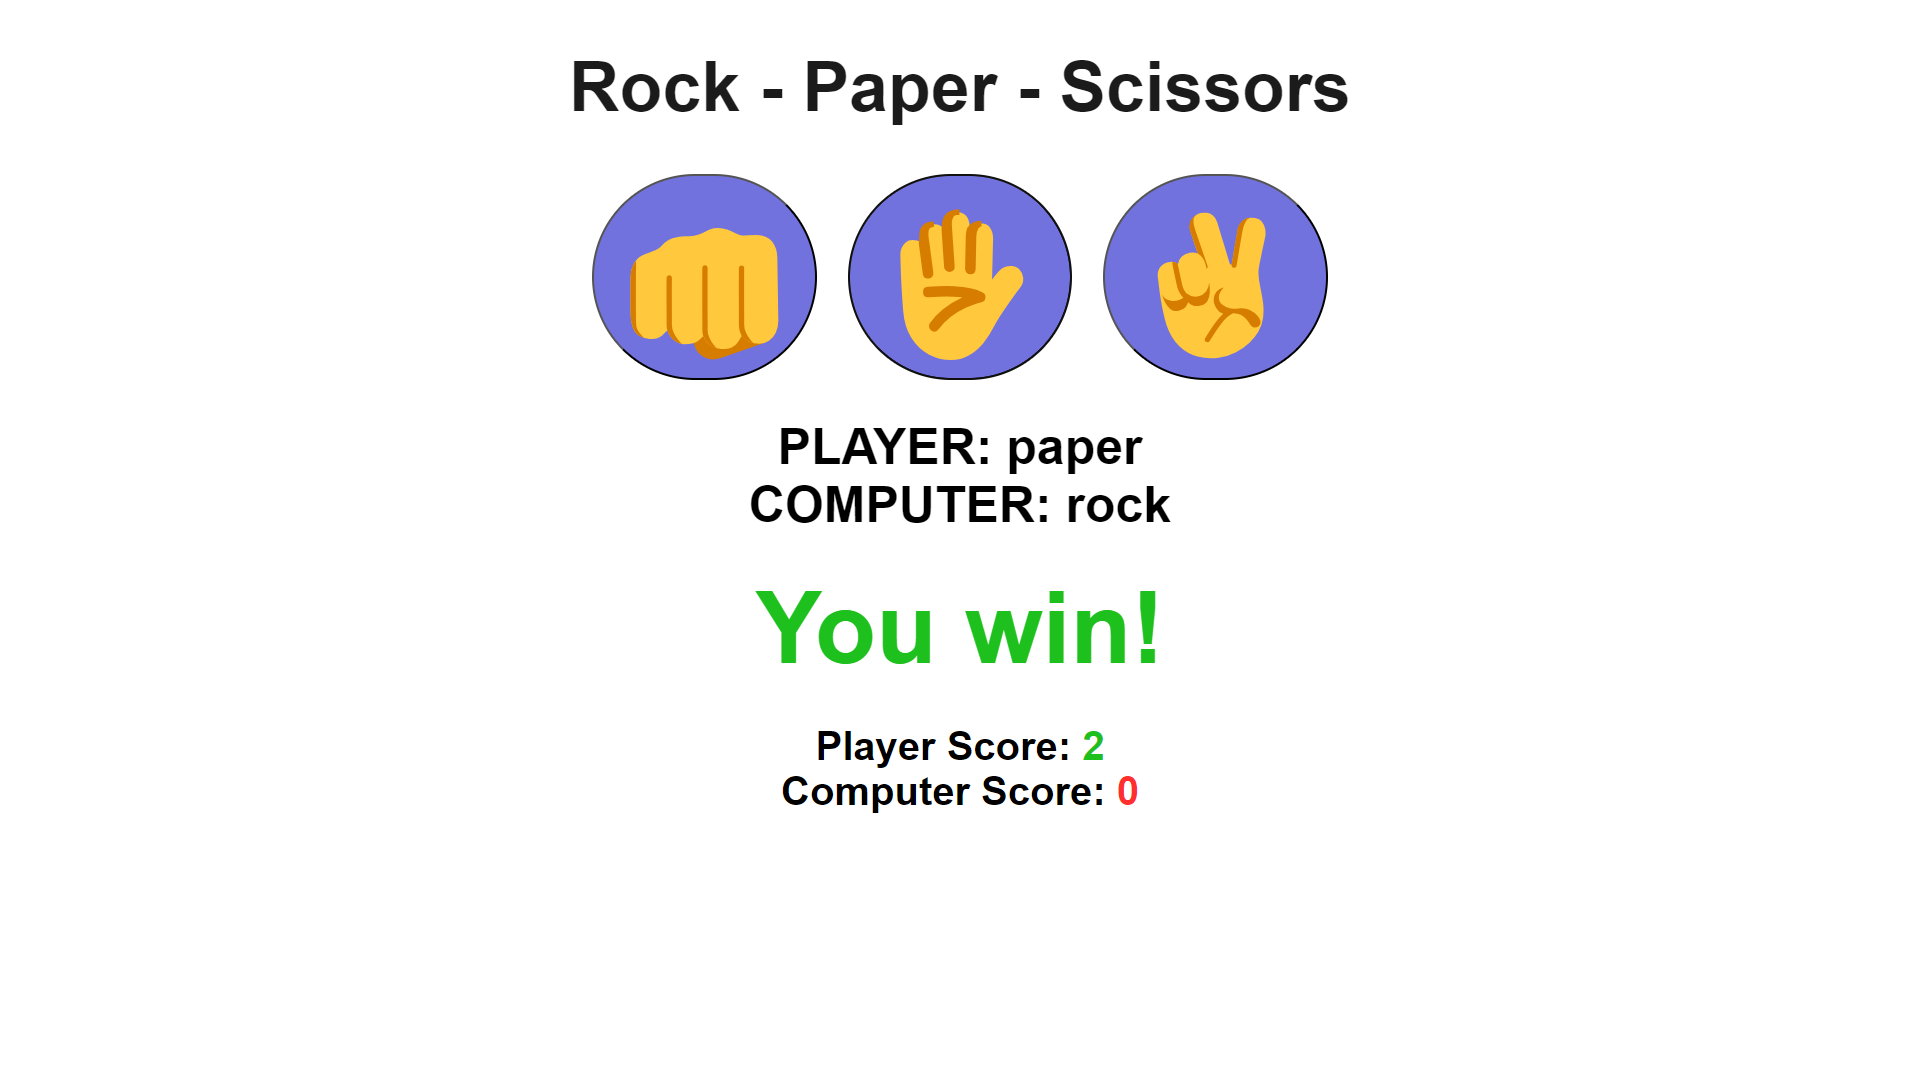 Rock - Paper - Scissors
PLAYER: paper
COMPUTER: rock
You win!
Player Score: 2
Computer Score: 0